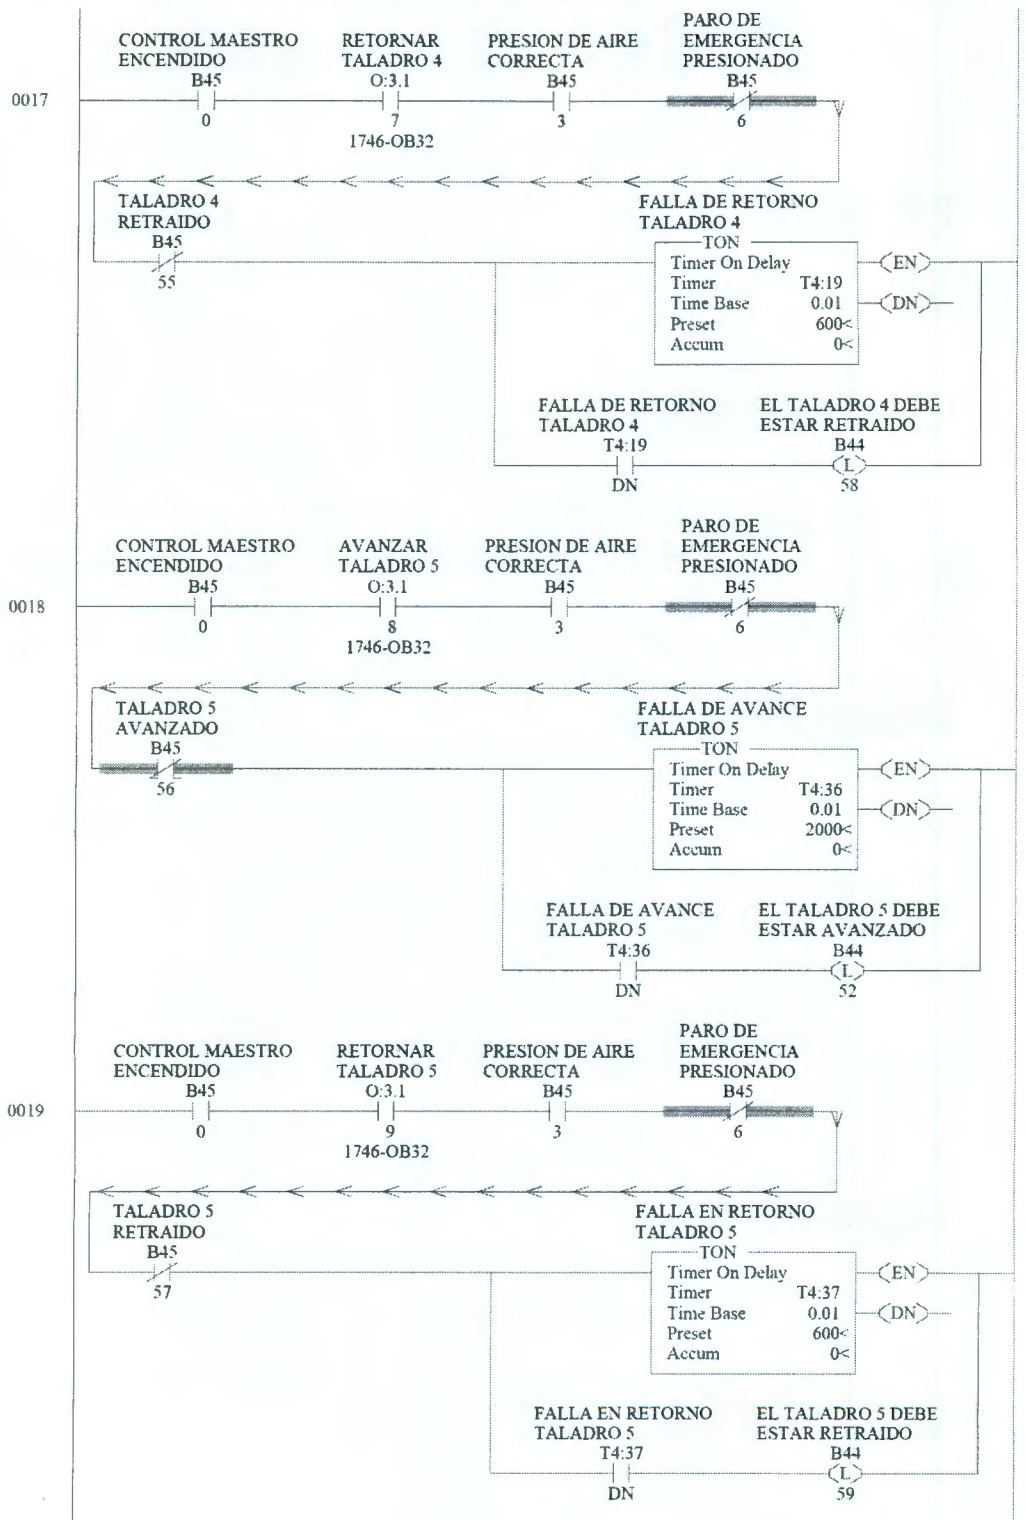 CONTROL MAESTRO
ENCENDIDO
B45
0
RETORNAR
TALADRO 4
O:3.1
7
1746-OB32
PRESION DE AIRE
CORRECTA
B45
3
PARO DE
EMERGENCIA
PRESIONADO
B45
6
0017
TALADRO 4
RETRAIDO
B45
55
FALLA DE RETORNO
TALADRO 4
TON
Timer On Delay
Timer T4:19
Time Base 0.01
Preset 600<
Accum 0<
EN
DN
FALLA DE RETORNO
TALADRO 4
T4:19
DN
EL TALADRO 4 DEBE
ESTAR RETRAIDO
B44
L
58
CONTROL MAESTRO
ENCENDIDO
B45
0
AVANZAR
TALADRO 5
O:3.1
8
1746-OB32
PRESION DE AIRE
CORRECTA
B45
3
PARO DE
EMERGENCIA
PRESIONADO
B45
6
0018
TALADRO 5
AVANZADO
B45
56
FALLA DE AVANCE
TALADRO 5
TON
Timer On Delay
Timer T4:36
Time Base 0.01
Preset 2000<
Accum 0<
EN
DN
FALLA DE AVANCE
TALADRO 5
T4:36
DN
EL TALADRO 5 DEBE
ESTAR AVANZADO
B44
L
52
CONTROL MAESTRO
ENCENDIDO
B45
0
RETORNAR
TALADRO 5
O:3.1
9
1746-OB32
PRESION DE AIRE
CORRECTA
B45
3
PARO DE
EMERGENCIA
PRESIONADO
B45
6
0019
TALADRO 5
RETRAIDO
B45
57
FALLA EN RETORNO
TALADRO 5
TON
Timer On Delay
Timer T4:37
Time Base 0.01
Preset 600<
Accum 0<
EN
DN
FALLA EN RETORNO
TALADRO 5
T4:37
DN
EL TALADRO 5 DEBE
ESTAR RETRAIDO
B44
L
59